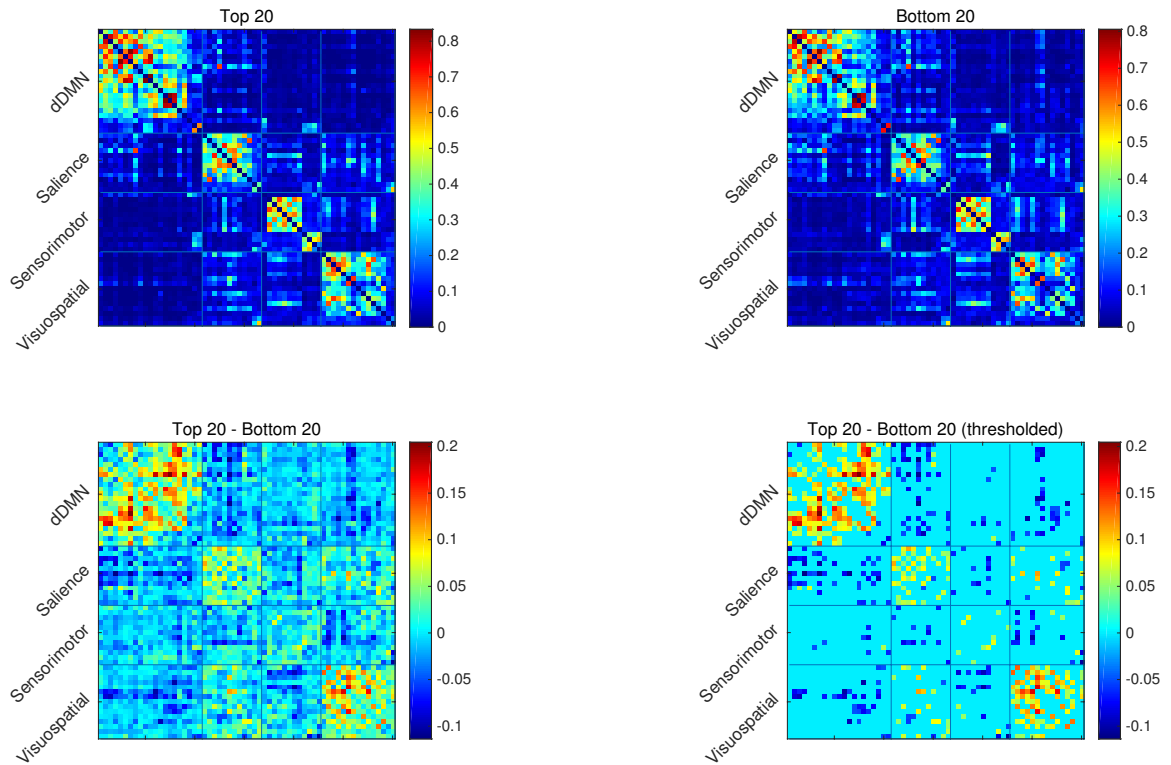 Top 20
dDMN
Salience
Sensorimotor
Visuospatial
0.8
0.7
0.6
0.5
0.4
0.3
0.2
0.1
0
Bottom 20
dDMN
Salience
Sensorimotor
Visuospatial
0.8
0.7
0.6
0.5
0.4
0.3
0.2
0.1
0
Top 20 - Bottom 20
dDMN
Salience
Sensorimotor
Visuospatial
0.2
0.15
0.1
0.05
0
-0.05
-0.1
Top 20 - Bottom 20 (thresholded)
dDMN
Salience
Sensorimotor
Visuospatial
0.2
0.15
0.1
0.05
0
-0.05
-0.1